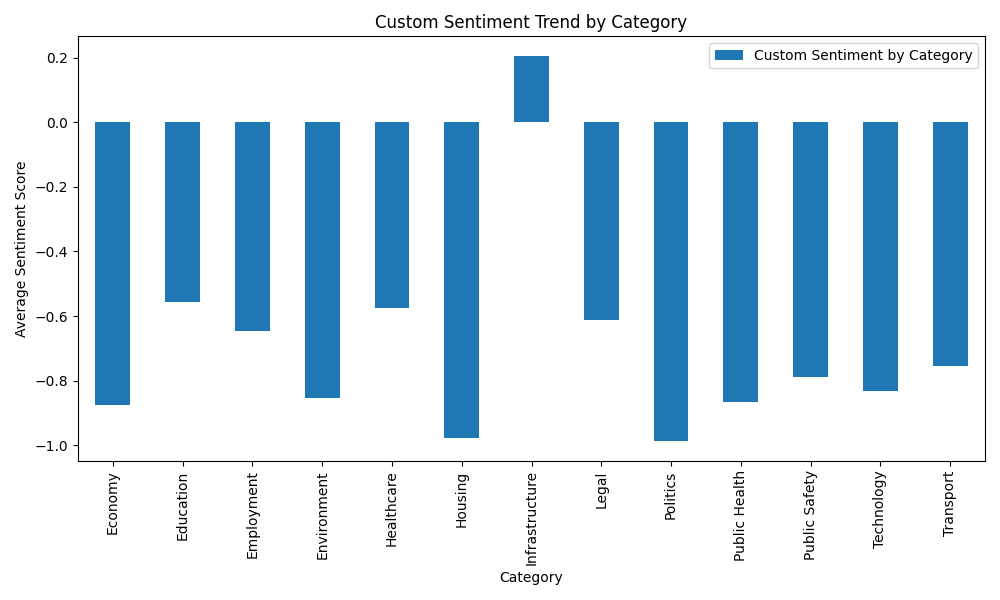 Custom Sentiment Trend by Category
Custom Sentiment by Category
Average Sentiment Score
0.2
0.0
−0.2
−0.4
−0.6
−0.8
−1.0
Economy
Education
Employment
Environment
Healthcare
Housing
Infrastructure
Legal
Politics
Public Health
Public Safety
Technology
Transport
Category